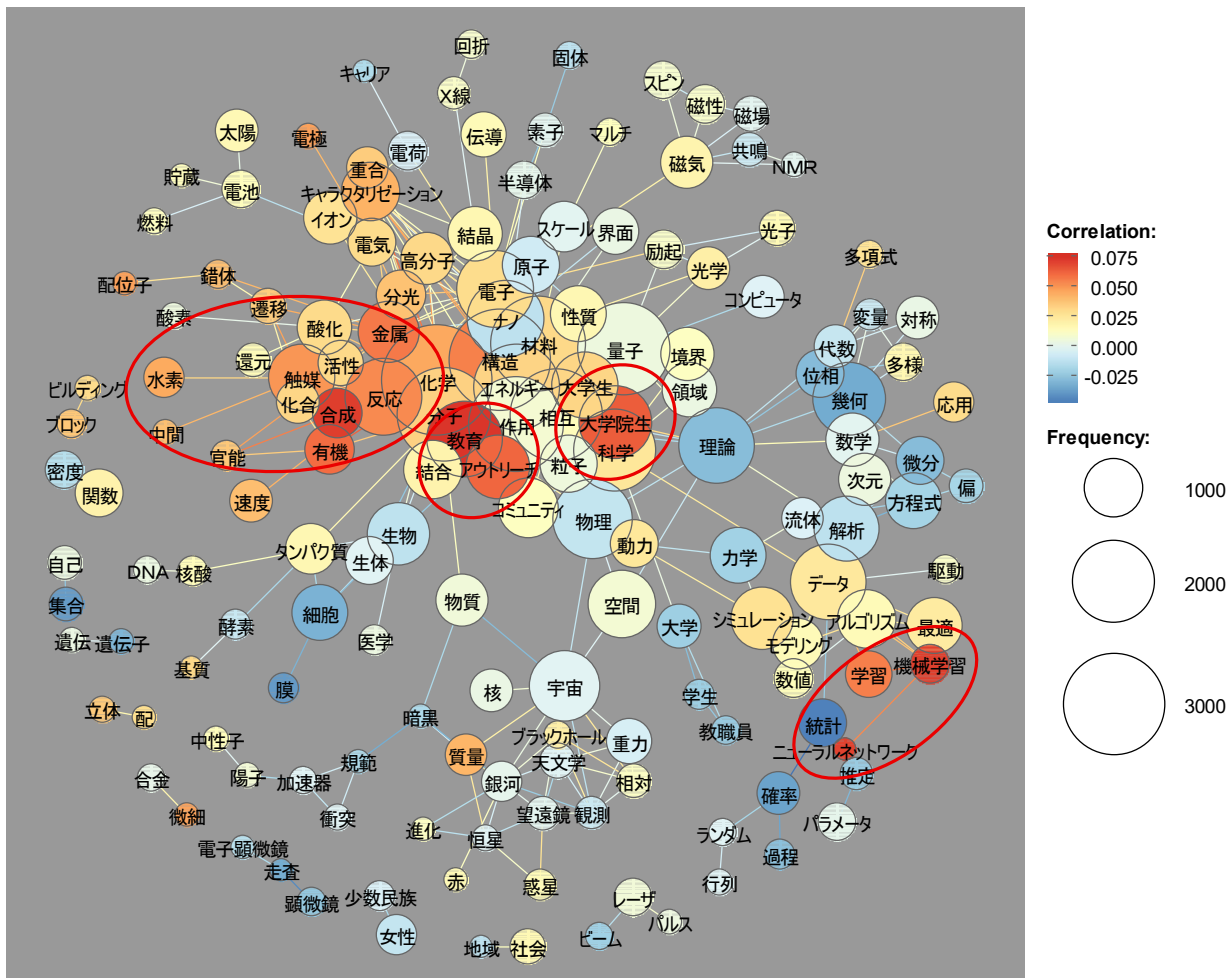 回折
固体
キャリア
X線
スピン
磁性
磁場
太陽
電極
電荷
伝導
素子
マルチ
共鳴
NMR
重合
半導体
磁気
貯蔵
電池
キャラクタリゼーション
燃料
イオン
電気
結晶
スケール
界面
光子
高分子
原子
励起
光学
多項式
配位子
錯体
分光
電子
コンピュータ
遷移
酸素
酸化
金属
ナノ
性質
材料
量子
変量
対称
代数
構造
境界
還元
活性
多様
位相
ビルディング
水素
触媒
反応
化学
エネルギー
大学生
領域
幾何
応用
ブロック
化合
合成
分子
作用
相互
大学院生
中間
官能
有機
教育
科学
理論
数学
微分
密度
関数
結合
アウトリーチ
粒子
次元
方程式
偏
速度
コミュニティ
物理
流体
解析
生物
動力
タンパク質
生体
力学
自己
DNA
核酸
データ
駆動
集合
物質
空間
細胞
酵素
大学
シミュレーション
アルゴリズム
最適
遺伝
遺伝子
医学
モデリング
基質
機械学習
数値
学習
膜
核
宇宙
学生
立体
配
暗黒
統計
教職員
中性子
ブラックホール
重力
ニューラルネットワーク
質量
天文学
規範
推定
合金
陽子
加速器
銀河
相対
確率
微細
衝突
望遠鏡
観測
進化
恒星
ランダム
パラメータ
電子顕微鏡
過程
走査
赤
惑星
行列
顕微鏡
少数民族
レーザ
パルス
女性
地域
社会
ビーム
Correlation:
0.075
0.050
0.025
0.000
-0.025
Frequency:
1000
2000
3000